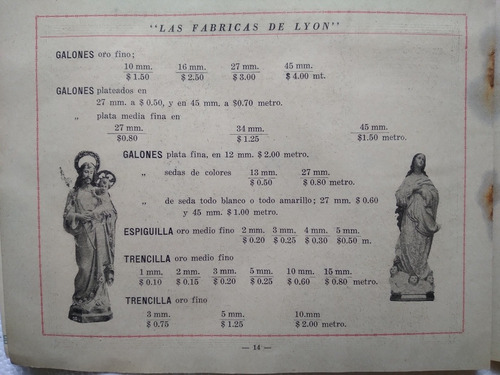 "LAS FABRICAS DE LYON"
GALONES oro fino;
10 mm. 16 mm. 27 mm. 45 mm.
$ 1.50 $ 2.50 $ 3.00 $ 4.00 mt.
GALONES plateados en
27 mm. a $ 0.50, y en 45 mm. a $0.70 metro.
„ plata media fina en
27 mm. 34 mm. 45 mm.
$0.80 $ 1.25 $1.50 metro.
GALONES plata fina, en 12 mm. $ 2.00 metro.
„ sedas de colores 13 mm. 27 mm.
$ 0.50 $ 0.80 metro.
„ de seda todo blanco o todo amarillo; 27 mm. $ 0.60
y 45 mm. $ 1.00 metro.
ESPIGUILLA oro medio fino 2 mm. 3 mm. 4 mm. 5 mm.
$ 0.20 $ 0.25 $ 0.30 $0.50 m.
TRENCILLA oro medio fino
1 mm. 2 mm. 3 mm. 5 mm. 10 mm. 15 mm.
$ 0.10 $ 0.15 $ 0.20 $ 0.25 $ 0.60 $ 0.80 metro.
TRENCILLA oro fino
3 mm. 5 mm. 10.mm
$ 0.75 $ 1.25 $ 2.00 metro.
— 14 —